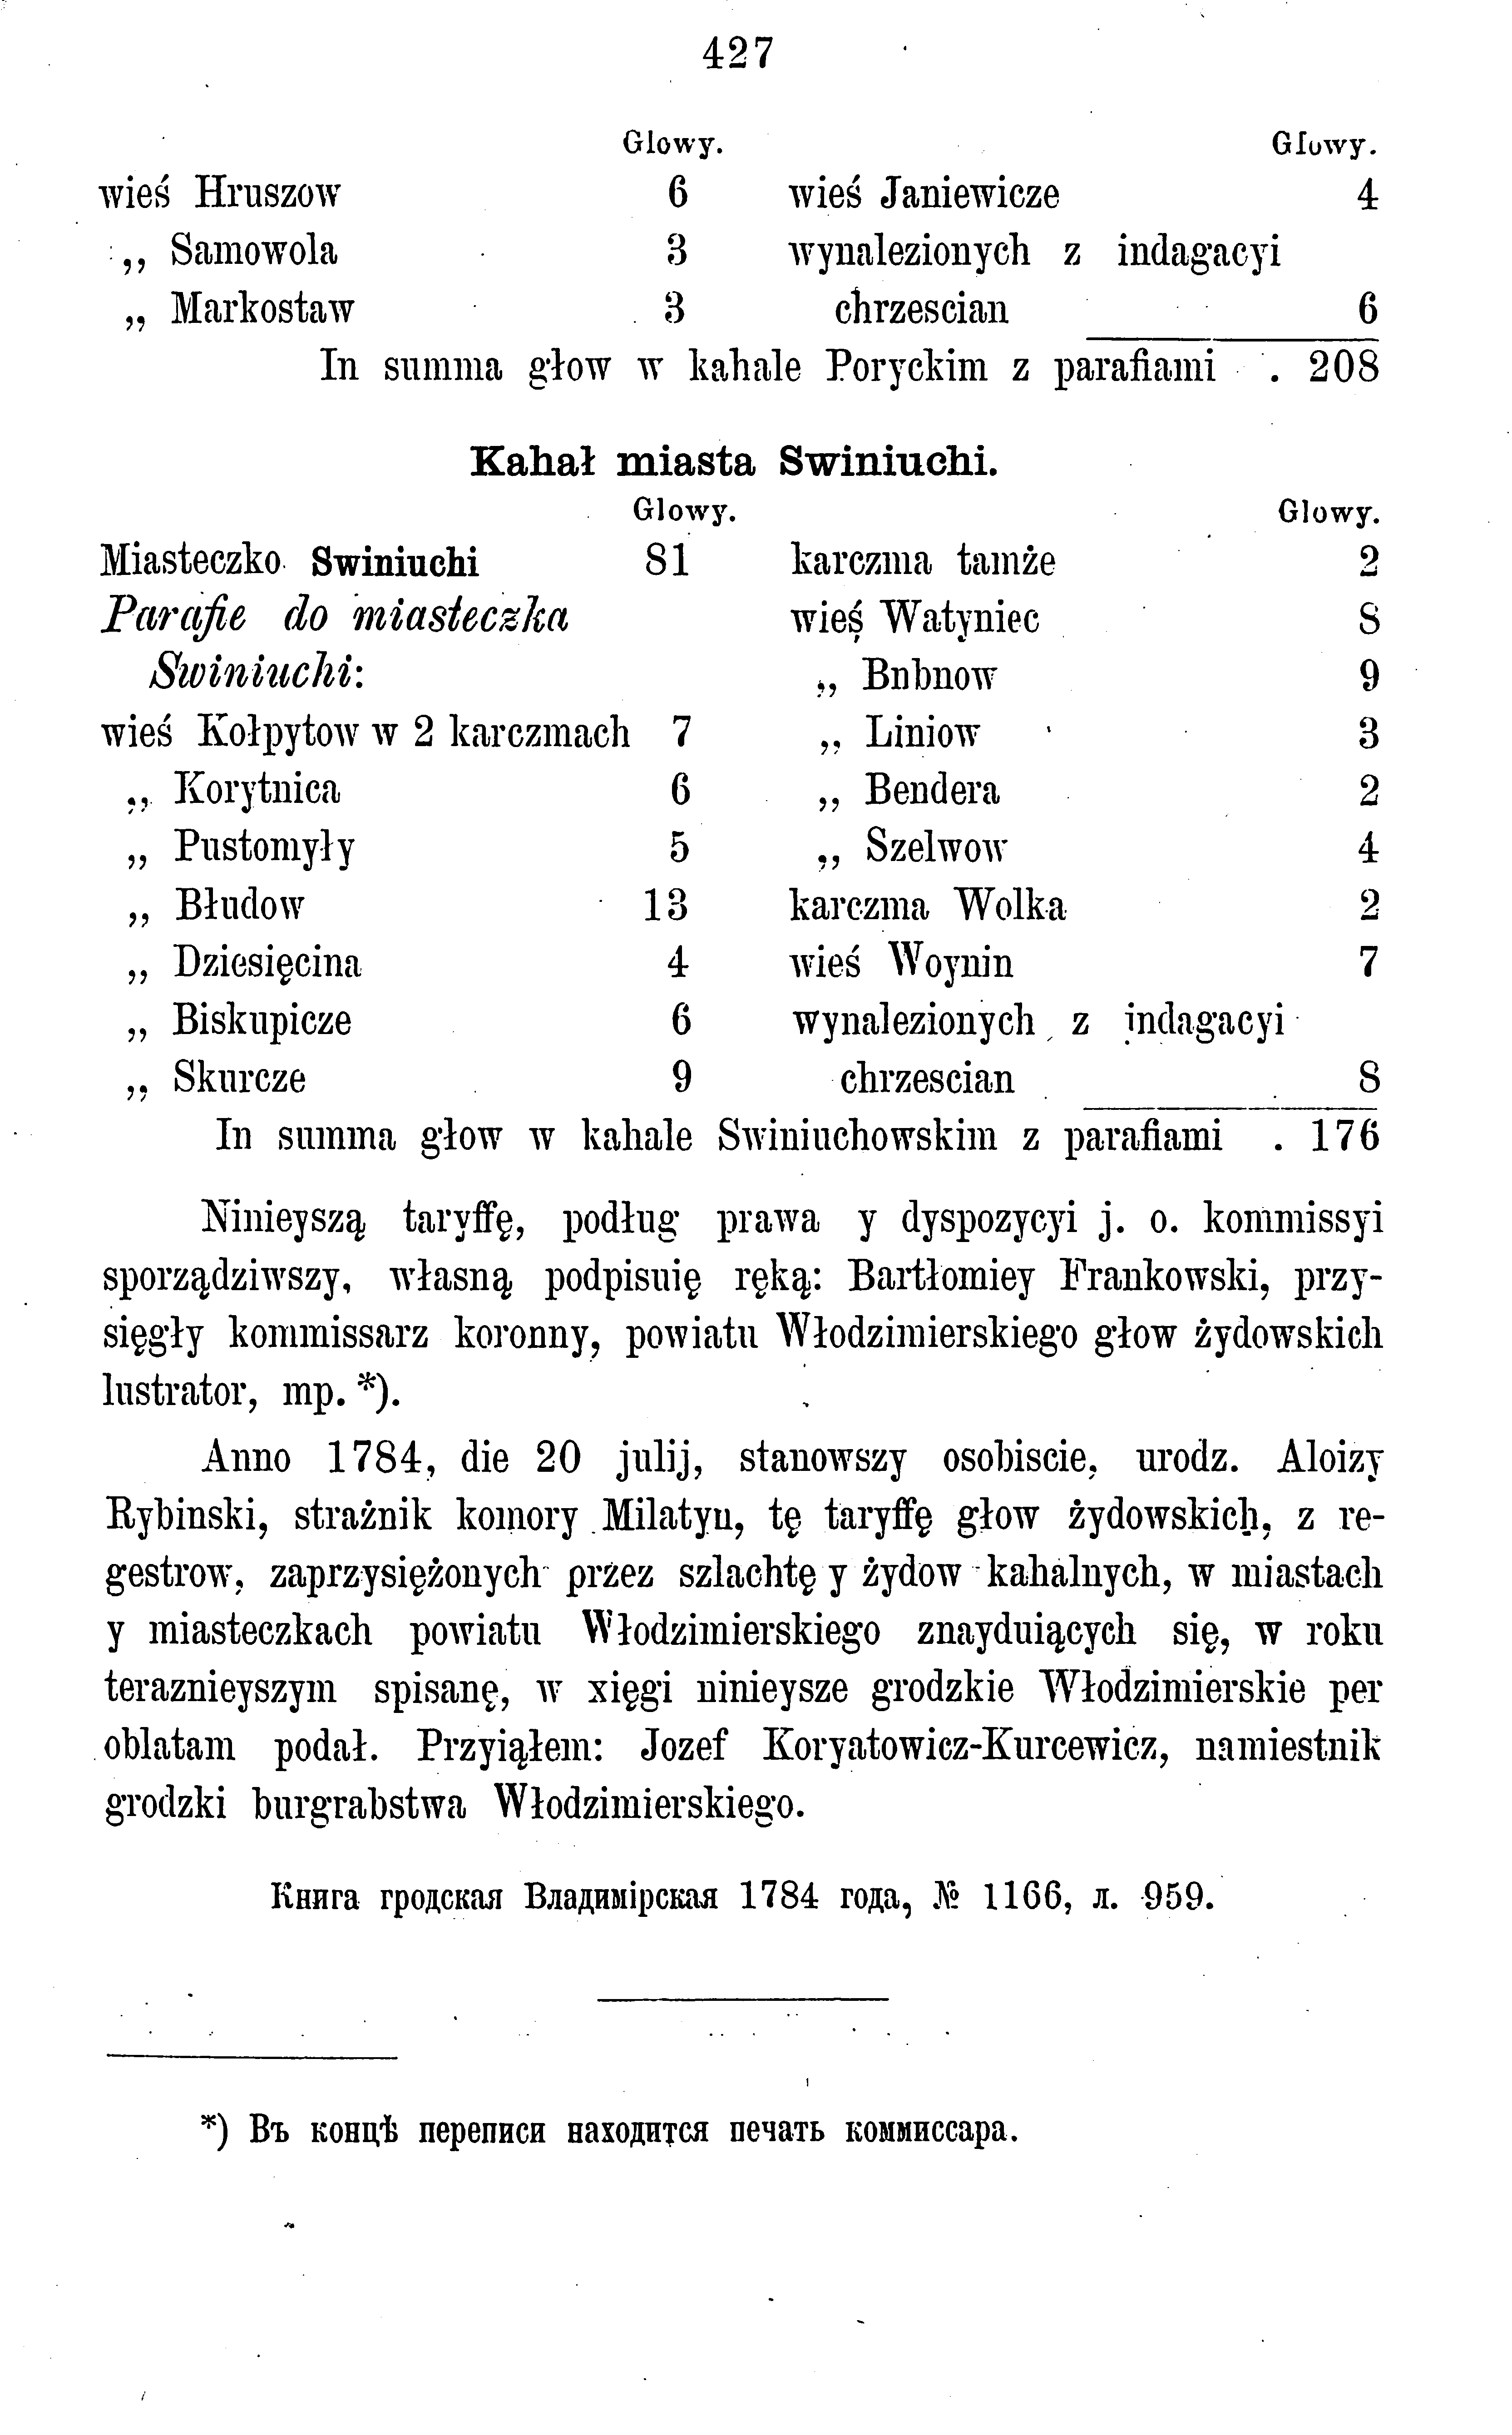 427
Glowy. Glowy.
wieś Hruszow 6 wieś Janiewicze 4
„ Samowola 3 wynalezionych z indagacyi
„ Markostaw 3 chrzescian 6
In summa głow w kahale Poryckim z parafiami . 208
Kahał miasta Swiniuchi.
Glowy. Glowy.
Miasteczko Swiniuchi 81 karczma tamże 2
Parafie do miasteczka wieś Watyniec 8
Swiniuchi: „ Bnbnow 9
wieś Kołpytow w 2 karczmach 7 „ Liniow 3
„ Korytnica 6 „ Bendera 2
„ Pustomyły 5 „ Szelwow 4
„ Błudow 13 karczma Wolka 2
„ Dziesięcina 4 wieś Woynin 7
„ Biskupicze 6 wynalezionych z indagacyi
„ Skurcze 9 chrzescian 8
In summa głow w kahale Swiniuchowskim z parafiami . 176
Ninieyszą taryffę, podług prawa y dyspozycyi j. o. kommissyi
sporządziwszy, własną podpisuię ręką: Bartłomiey Frankowski, przy-
sięgły kommissarz koronny, powiatu Włodzimierskiego głow żydowskich
lustrator, mp. *).
Anno 1784, die 20 julij, stanowszy osobiscie, urodz. Aloizy
Rybinski, strażnik komory Milatyn, tę taryffę głow żydowskich, z re-
gestrow, zaprzysiężonych przez szlachtę y żydow kahalnych, w miastach
y miasteczkach powiatu Włodzimierskiego znayduiących się, w roku
teraznieyszym spisanę, w xięgi ninieysze grodzkie Włodzimierskie per
oblatam podał. Przyiąłem: Jozef Koryatowicz-Kurcewicz, namiestnik
grodzki burgrabstwa Włodzimierskiego.
Книга гродская Владимірская 1784 года, № 1166, л. 959.
*) Въ концѣ переписи находится печать коммиссара.